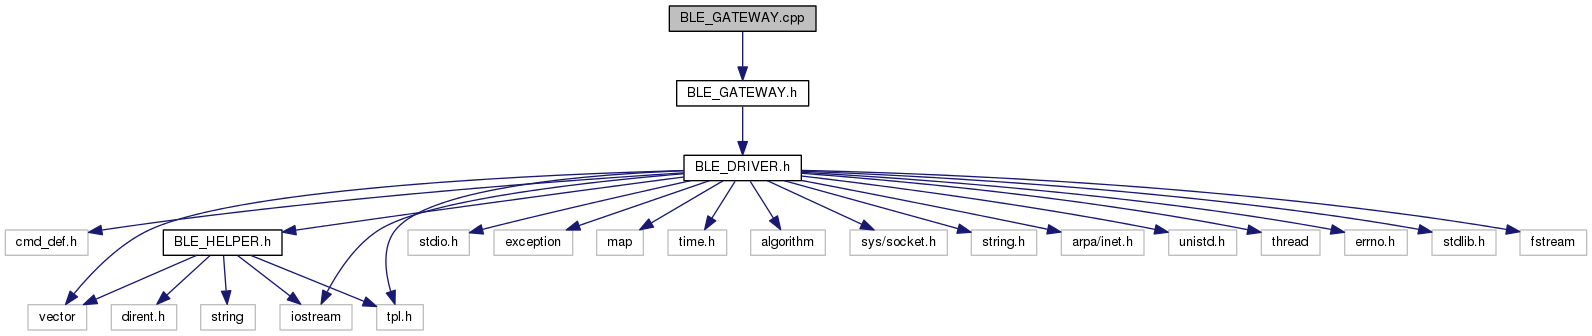 BLE_GATEWAY.cpp
BLE_GATEWAY.h
BLE_DRIVER.h
cmd_def.h
BLE_HELPER.h
stdio.h
exception
map
time.h
algorithm
sys/socket.h
string.h
arpa/inet.h
unistd.h
thread
errno.h
stdlib.h
fstream
vector
dirent.h
string
iostream
tpl.h